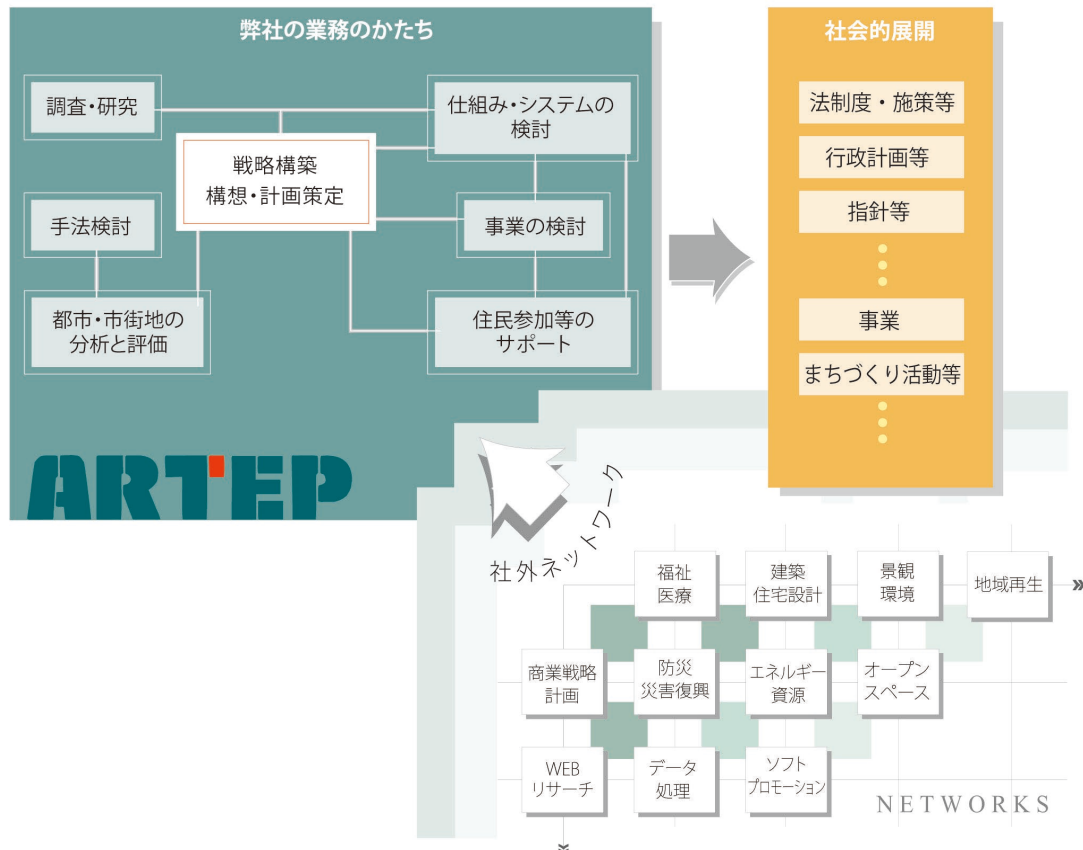 弊社の業務のかたち
調査・研究
仕組み・システムの
検討
戦略構築
構想・計画策定
手法検討
事業の検討
都市・市街地の
分析と評価
住民参加等の
サポート
ARTEP
社会的展開
法制度・施策等
行政計画等
指針等
事業
まちづくり活動等
社外ネットワーク
福祉
医療
建築
住宅設計
景観
環境
地域再生
商業戦略
計画
防災
災害復興
エネルギー
資源
オープン
スペース
WEB
リサーチ
データ
処理
ソフト
プロモーション
NETWORKS